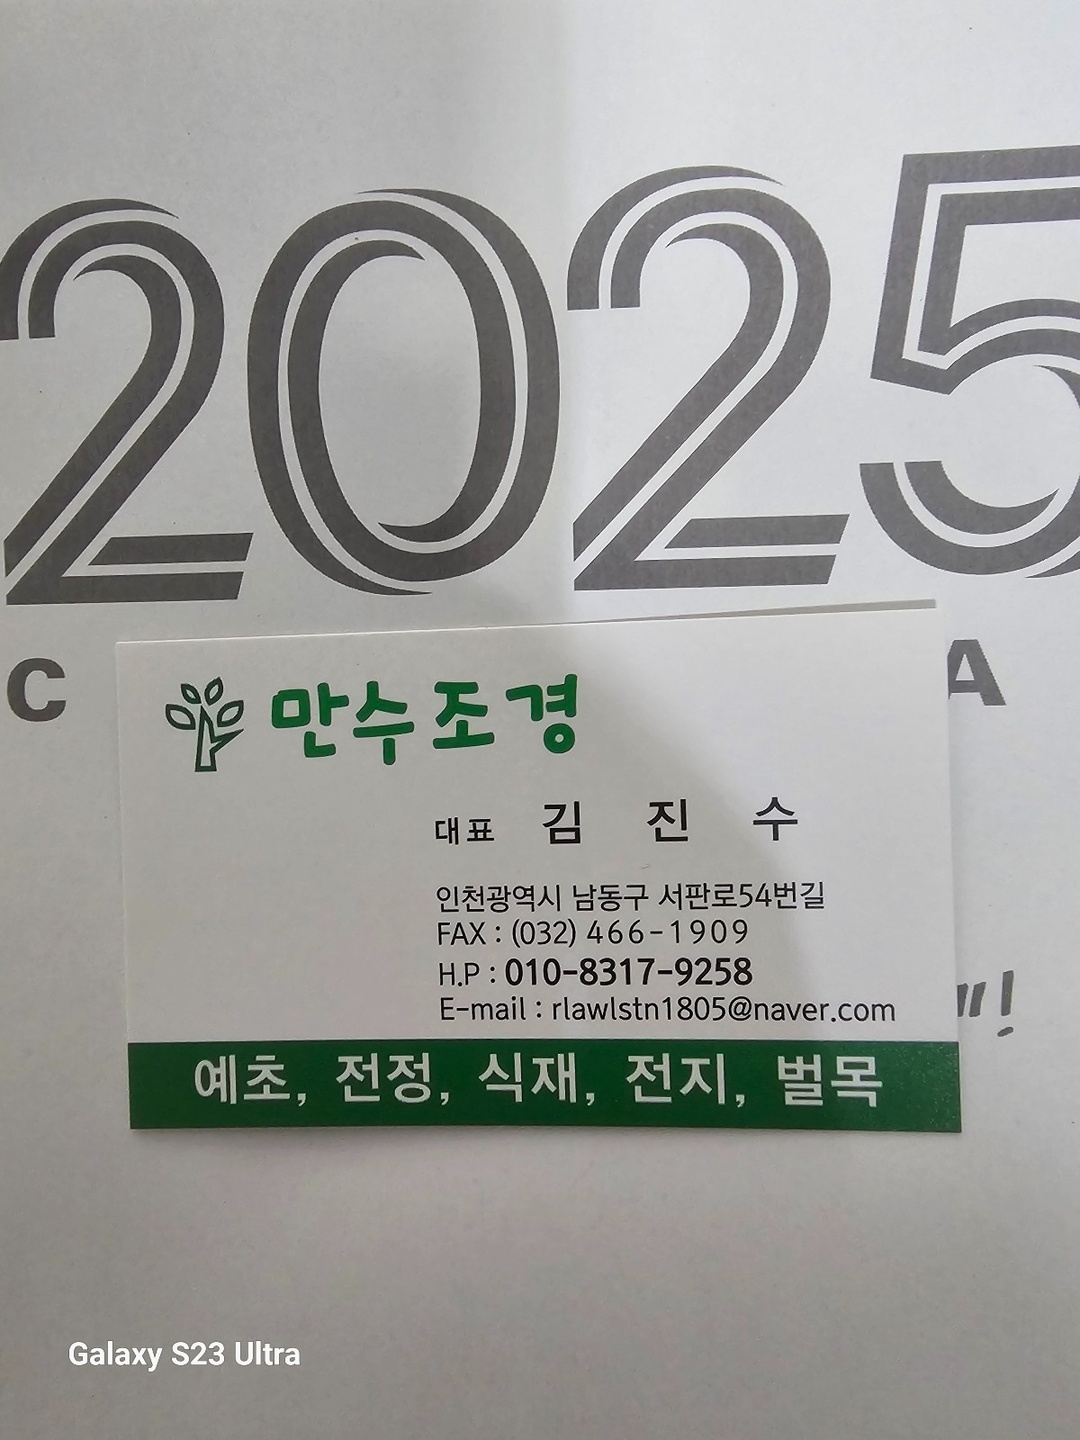 2025
C
A
만수조경
대표 김 진 수
인천광역시 남동구 서판로54번길
FAX : (032) 466-1909
H.P : 010-8317-9258
E-mail : rlawlstn1805@naver.com
예초, 전정, 식재, 전지, 벌목
Galaxy S23 Ultra